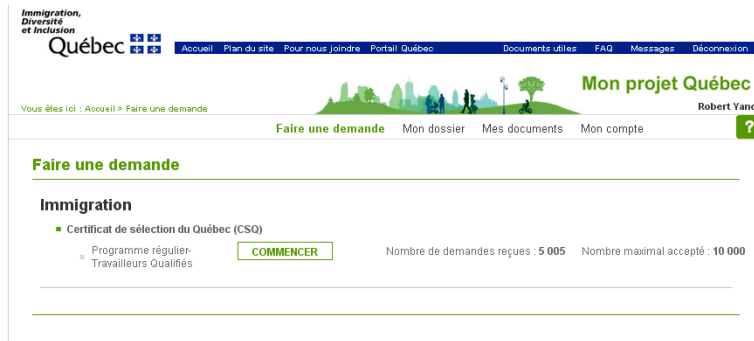 Immigration,
Diversité
et Inclusion
Québec
Accueil Plan du site Pour nous joindre Portail Québec Documents utiles FAQ Messages Déconnexion
Mon projet Québec
Vous êtes ici : Accueil > Faire une demande
Robert
Faire une demande Mon dossier Mes documents Mon compte ?
Faire une demande
Immigration
Certificat de sélection du Québec (CSQ)
Programme régulier-
Travailleurs Qualifiés
COMMENCER
Nombre de demandes reçues : 5 005 Nombre maximal accepté : 10 000